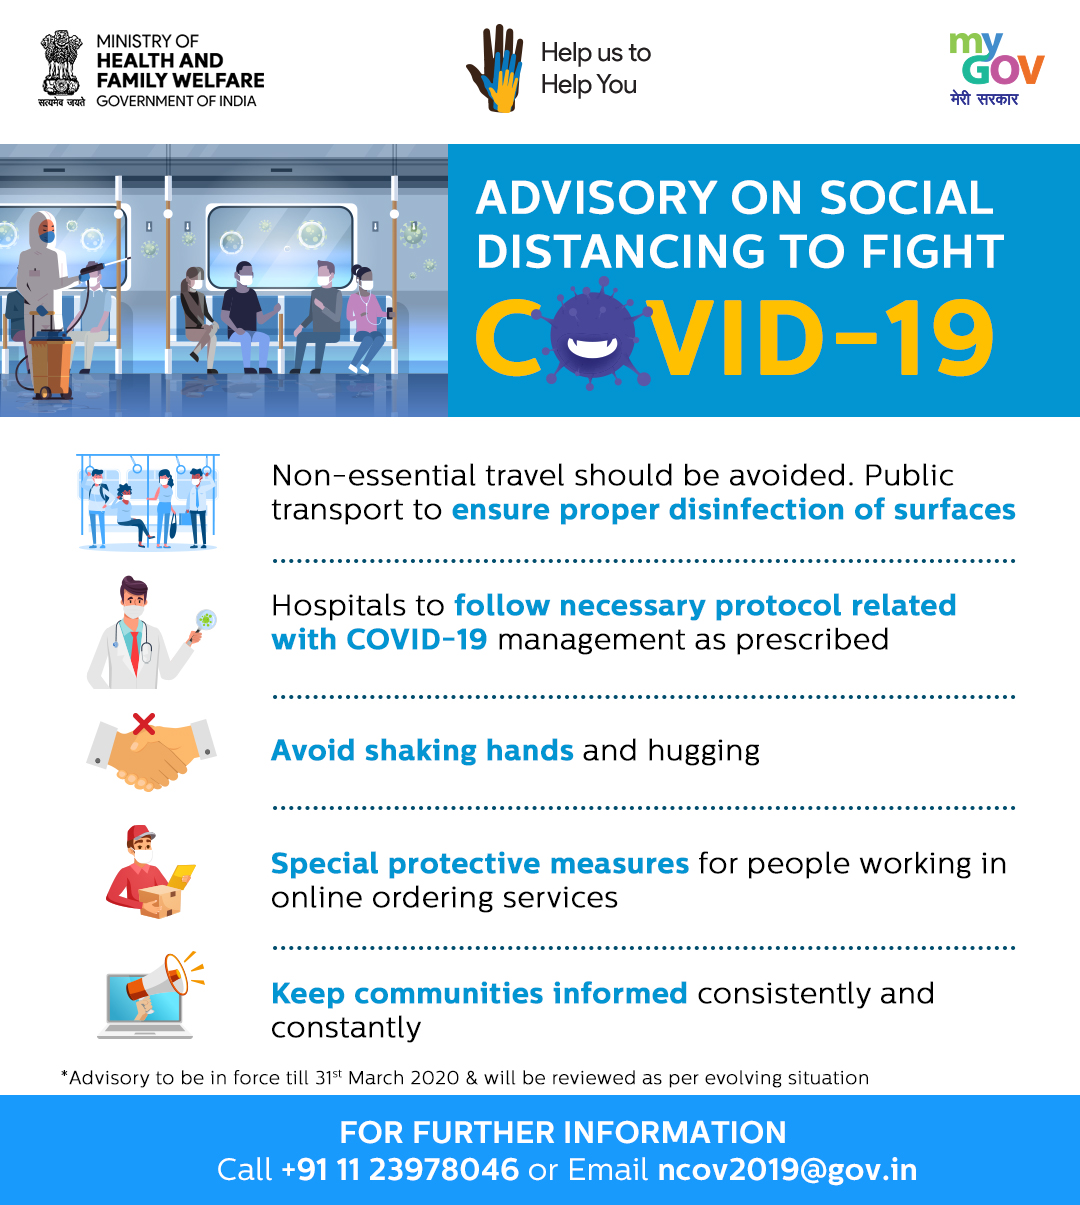 MINISTRY OF
HEALTH AND
FAMILY WELFARE
GOVERNMENT OF INDIA
सत्यमेव जयते
Help us to
Help You
my
GOV
मेरी सरकार
ADVISORY ON SOCIAL
DISTANCING TO FIGHT
COVID-19
Non-essential travel should be avoided. Public
transport to ensure proper disinfection of surfaces
Hospitals to follow necessary protocol related
with COVID-19 management as prescribed
Avoid shaking hands and hugging
Special protective measures for people working in
online ordering services
Keep communities informed consistently and
constantly
*Advisory to be in force till 31st March 2020 & will be reviewed as per evolving situation
FOR FURTHER INFORMATION
Call +91 11 23978046 or Email ncov2019@gov.in